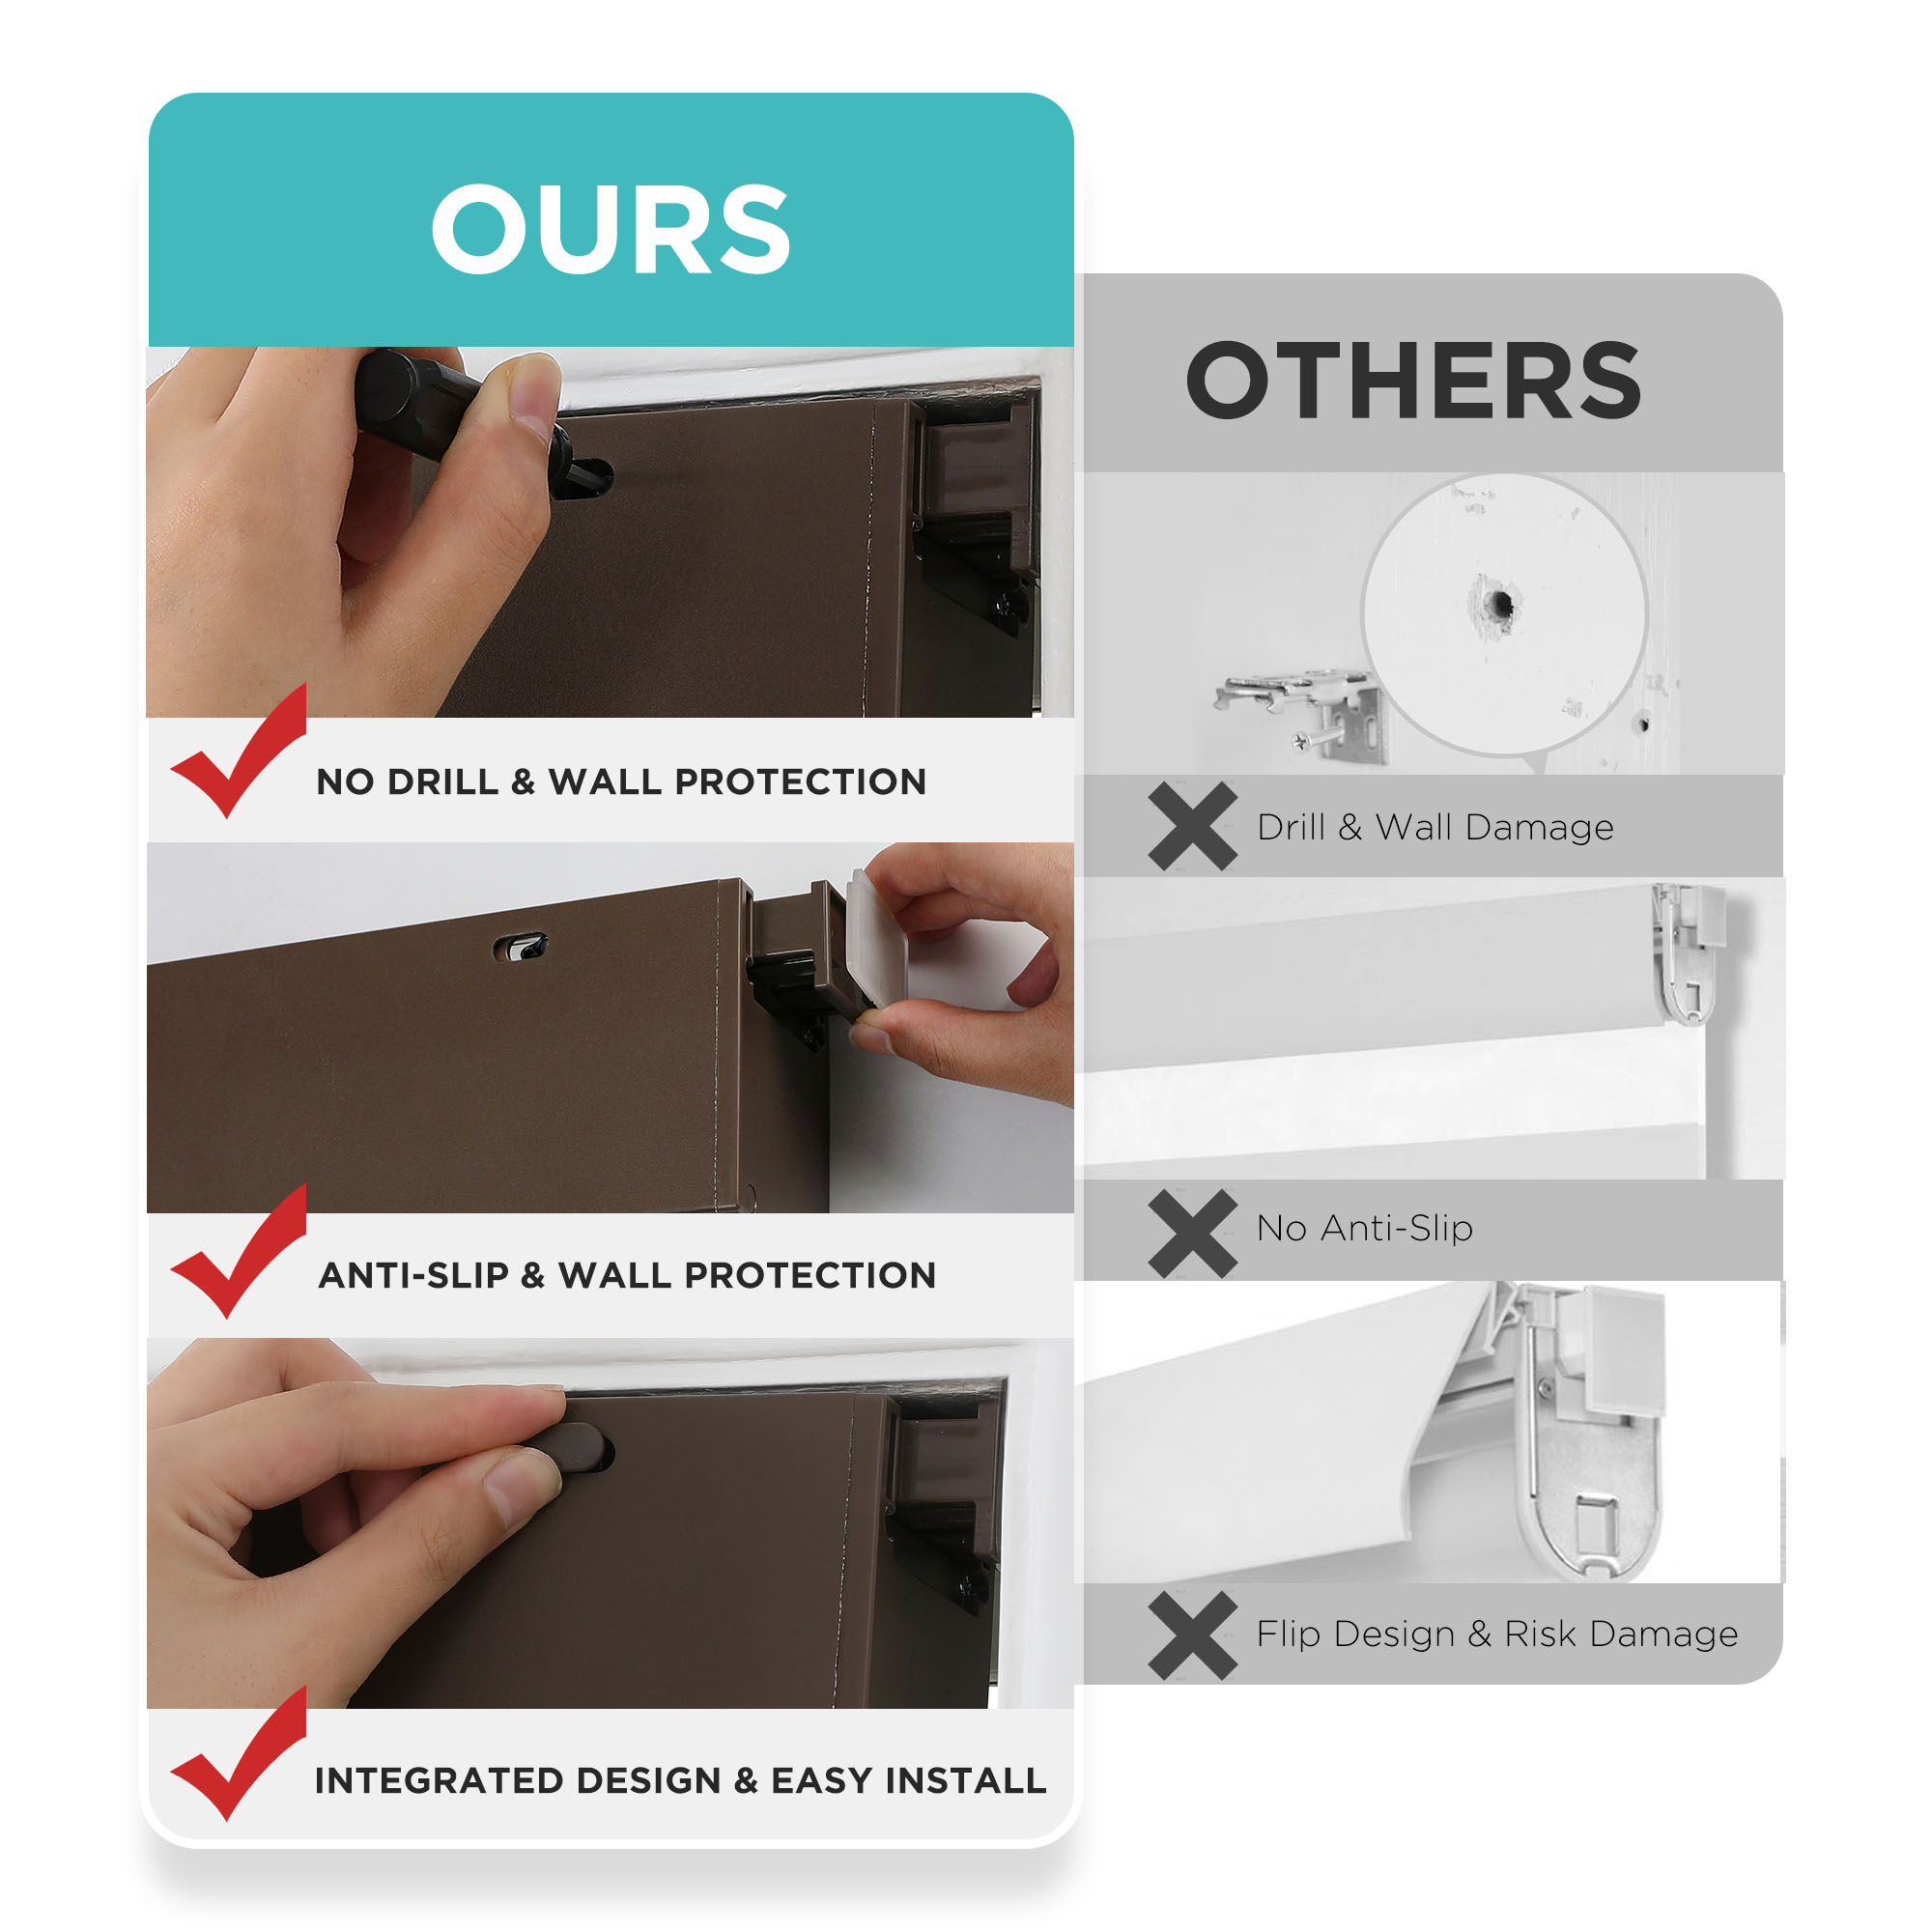 OURS
NO DRILL & WALL PROTECTION
ANTI-SLIP & WALL PROTECTION
INTEGRATED DESIGN & EASY INSTALL
OTHERS
Drill & Wall Damage
No Anti-Slip
Flip Design & Risk Damage